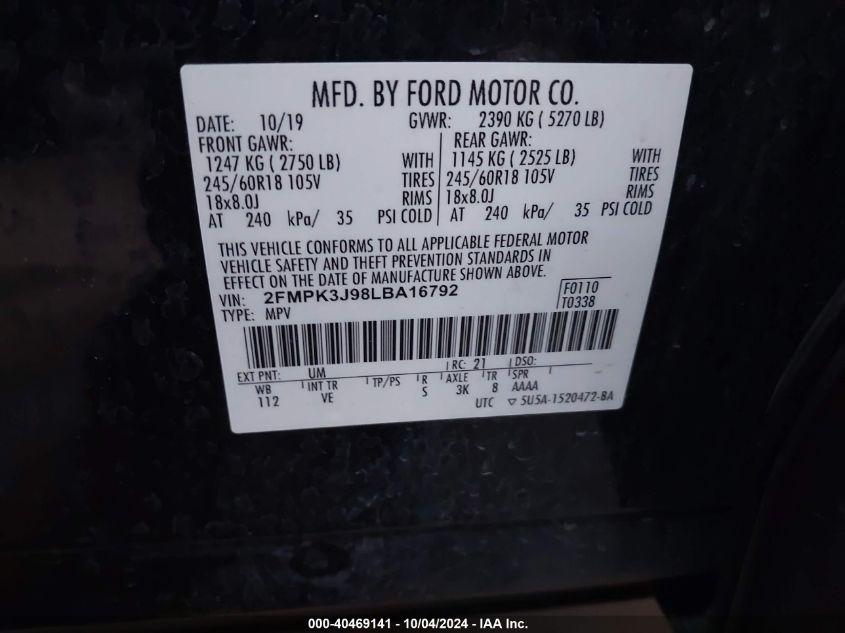 MFD. BY FORD MOTOR CO.
DATE: 10/19 GVWR: 2390 KG ( 5270 LB)
FRONT GAWR: REAR GAWR:
1247 KG ( 2750 LB) WITH 1145 KG ( 2525 LB) WITH
245/60R18 105V TIRES 245/60R18 105V TIRES
18x8.0J RIMS 18x8.0J RIMS
AT 240 kPa/ 35 PSI COLD AT 240 kPa/ 35 PSI COLD
THIS VEHICLE CONFORMS TO ALL APPLICABLE FEDERAL MOTOR
VEHICLE SAFETY AND THEFT PREVENTION STANDARDS IN
EFFECT ON THE DATE OF MANUFACTURE SHOWN ABOVE.
VIN: 2FMPK3J98LBA16792 F0110
TYPE: MPV T0338
EXT PNT: UM RC: 21 DSO:
WB INT TR TP/PS R AXLE TR SPR
112 VE S 3K 8 AAAA
UTC ▽ 5U5A-1520472-BA
000-40469141 - 10/04/2024 - IAA Inc.